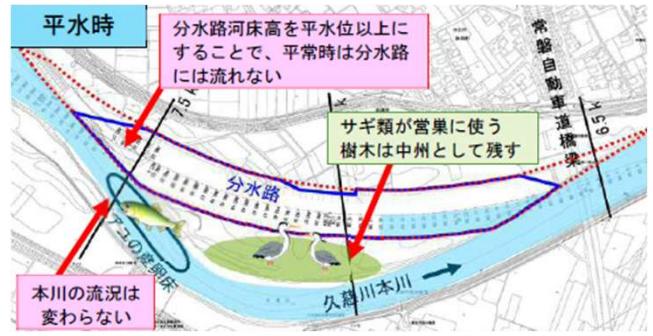 平水時
分水路河床高を平水位以上に
することで、平常時は分水路
には流れない
7.5k
k
常磐自動車道橋梁
6.5k
サギ類が営巣に使う
樹木は中州として残す
分水路
アユの産卵床
本川の流況は
変わらない
久慈川本川